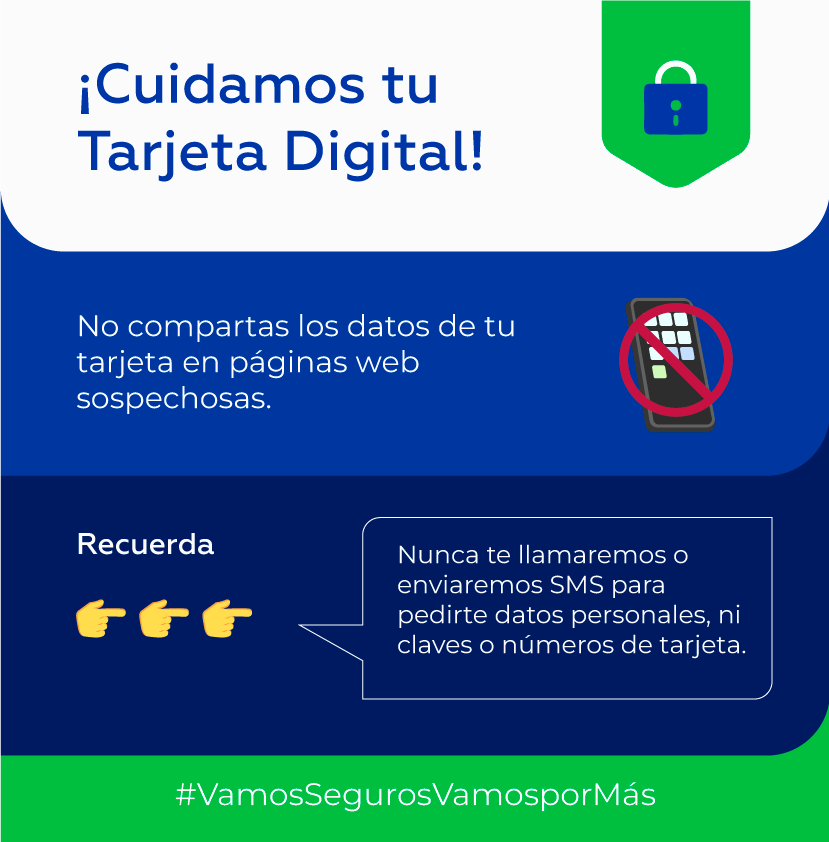 ¡Cuidamos tu
Tarjeta Digital!
No compartas los datos de tu
tarjeta en páginas web
sospechosas.
Recuerda
Nunca te llamaremos o
enviaremos SMS para
pedirte datos personales, ni
claves o números de tarjeta.
#VamosSegurosVamosporMás